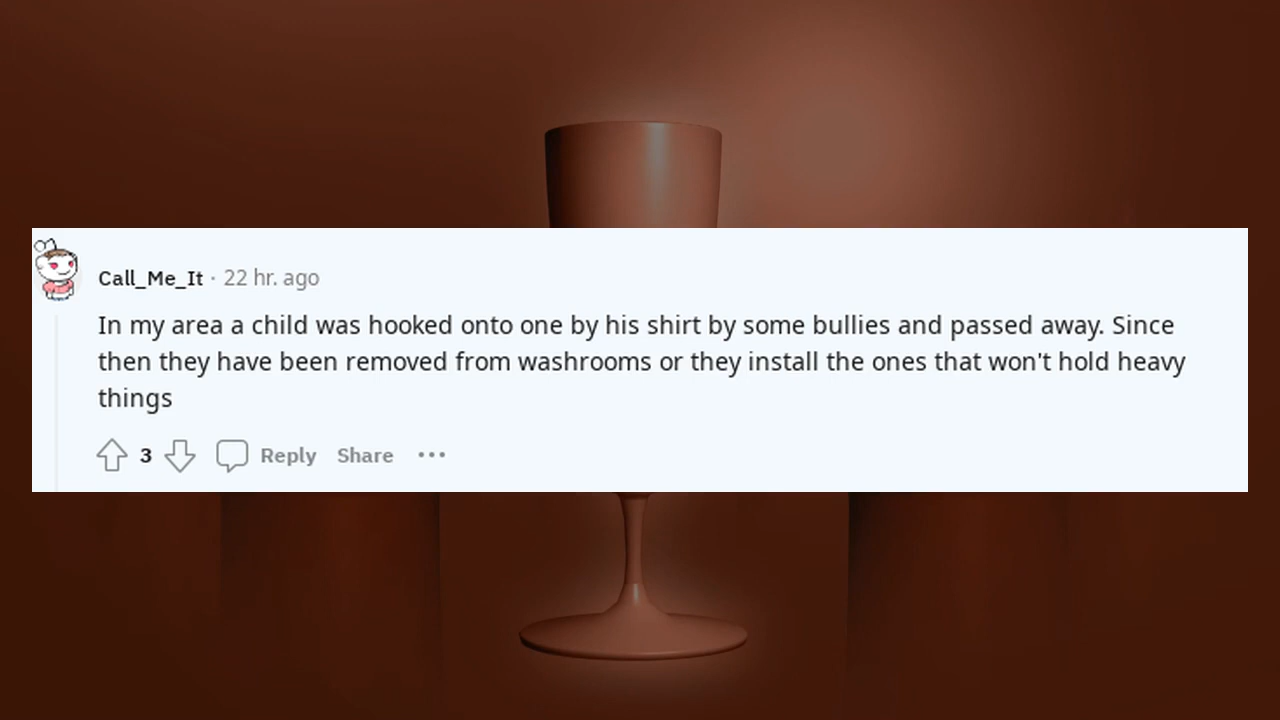 Call_Me_It · 22 hr. ago
In my area a child was hooked onto one by his shirt by some bullies and passed away. Since
then they have been removed from washrooms or they install the ones that won't hold heavy
things
3 Reply Share •••